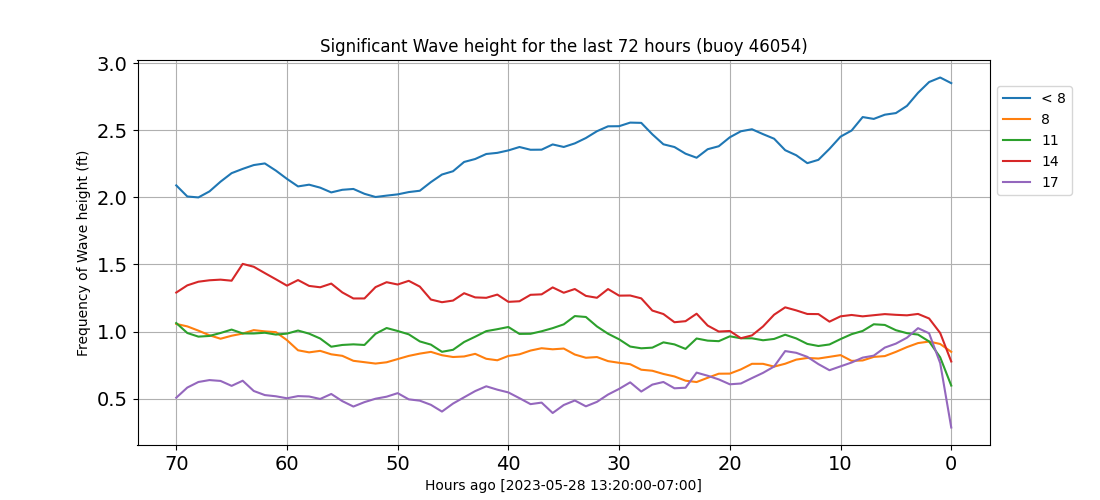 Significant Wave height for the last 72 hours (buoy 46054)
Frequency of Wave height (ft)
3.0
2.5
2.0
1.5
1.0
0.5
70 60 50 40 30 20 10 0
Hours ago [2023-05-28 13:20:00-07:00]
< 8
8
11
14
17